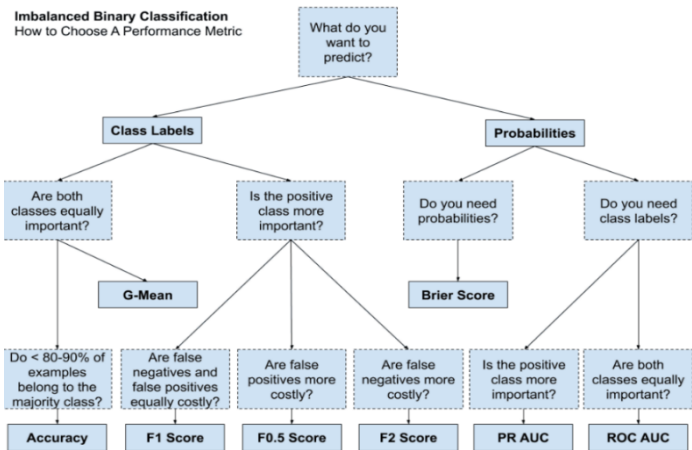 Imbalanced Binary Classification
How to Choose A Performance Metric
What do you
want to
predict?
Class Labels
Probabilities
Are both
classes equally
important?
Is the positive
class more
important?
Do you need
probabilities?
Do you need
class labels?
G-Mean
Brier Score
Do < 80-90% of
examples
belong to the
majority class?
Are false
negatives and
false positives
equally costly?
Are false
positives more
costly?
Are false
negatives more
costly?
Is the positive
class more
important?
Are both
classes equally
important?
Accuracy
F1 Score
F0.5 Score
F2 Score
PR AUC
ROC AUC